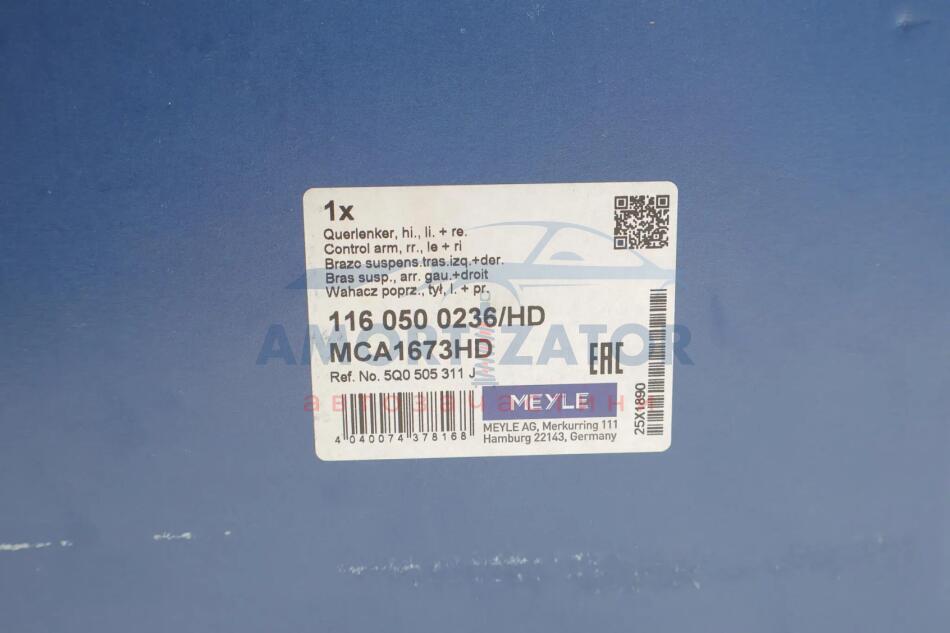 1x
Querlenker, hi., li. + re.
Control arm, rr., le + ri
Brazo suspens.tras.izq.+der.
Bras susp., arr. gau.+droit
Wahacz poprz., tył, l. + pr.
116 050 0236/HD
MCA1673HD
Ref. No. 5Q0 505 311 J
EAC
MEYLE
MEYLE AG, Merkurring 111
Hamburg 22143, Germany
4 040074 378168
25X1890
AMORTIZATOR